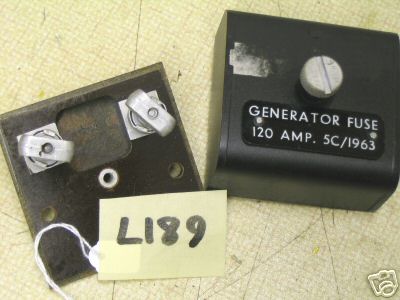 GENERATOR FUSE
120 AMP. 5C/1963
L189